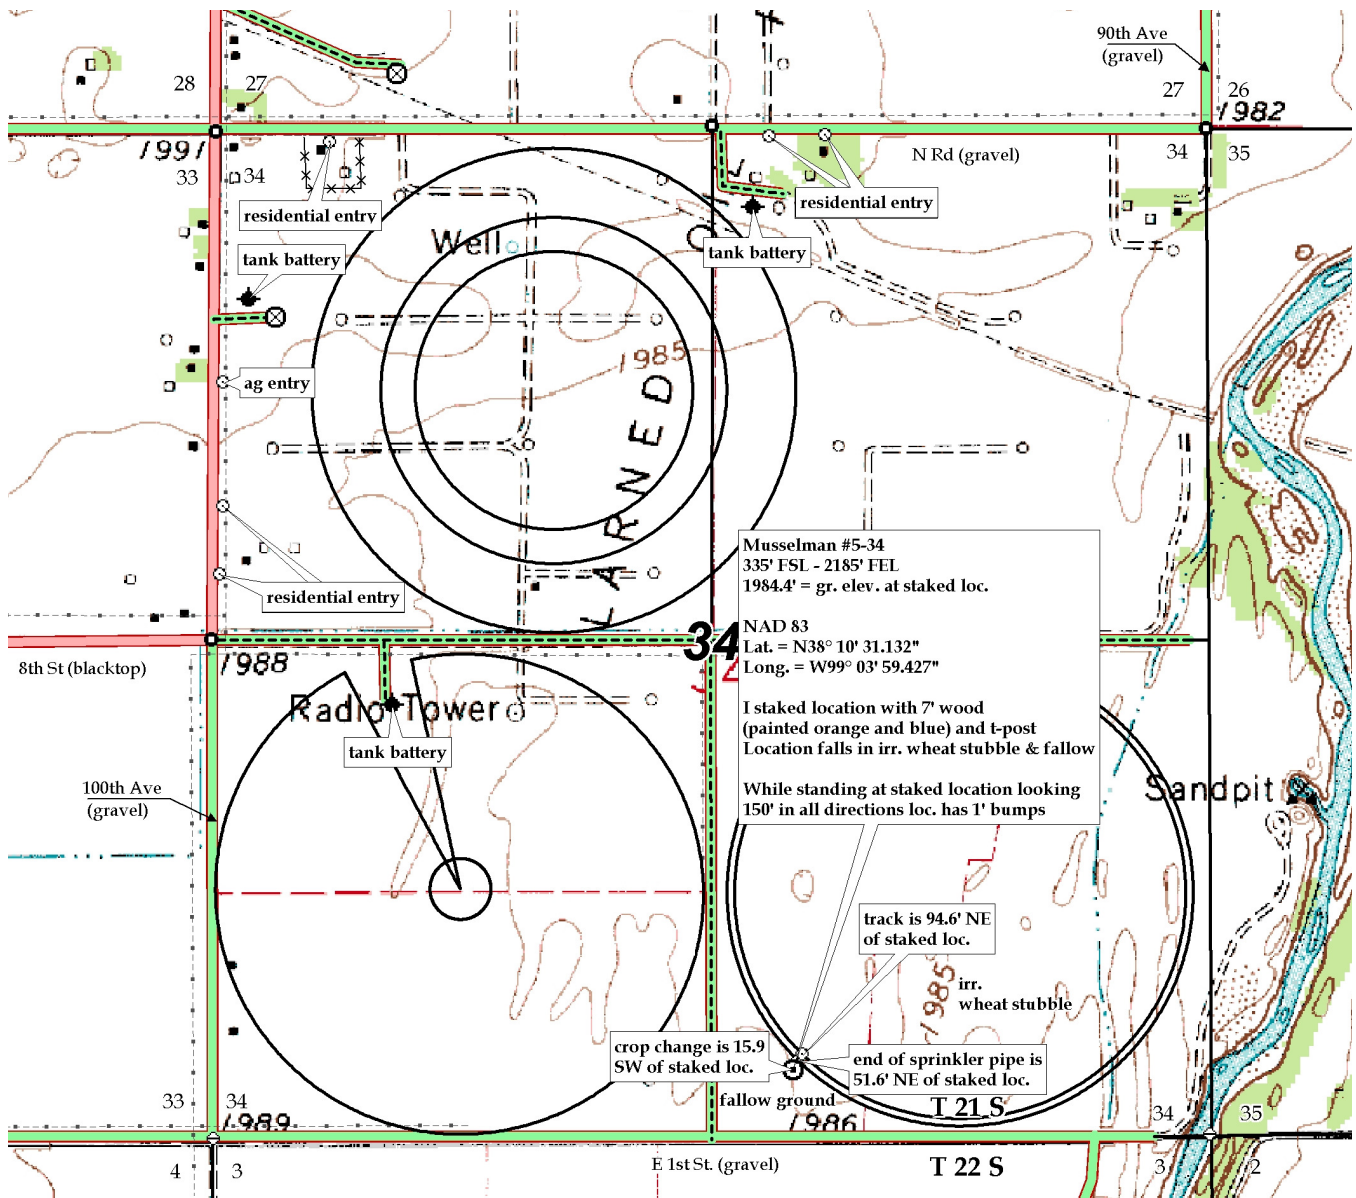 90th Ave
(gravel)
28
27
27
26
1982
1991
33
34
N Rd (gravel)
34
35
residential entry
residential entry
Well
tank battery
tank battery
OIL
ag entry
1985
LARNED
residential entry
Musselman #5-34
335' FSL - 2185' FEL
1984.4' = gr. elev. at staked loc.
NAD 83
Lat. = N38° 10' 31.132"
Long. = W99° 03' 59.427"
I staked location with 7' wood
(painted orange and blue) and t-post
Location falls in irr. wheat stubble & fallow
While standing at staked location looking
150' in all directions loc. has 1' bumps
34
8th St (blacktop)
1988
Radio Tower
tank battery
100th Ave
(gravel)
Sandpit
track is 94.6' NE
of staked loc.
1985
irr.
wheat stubble
crop change is 15.9
SW of staked loc.
end of sprinkler pipe is
51.6' NE of staked loc.
fallow ground
33
34
1989
1986
T 21 S
34
35
4
3
E 1st St. (gravel)
T 22 S
3
2